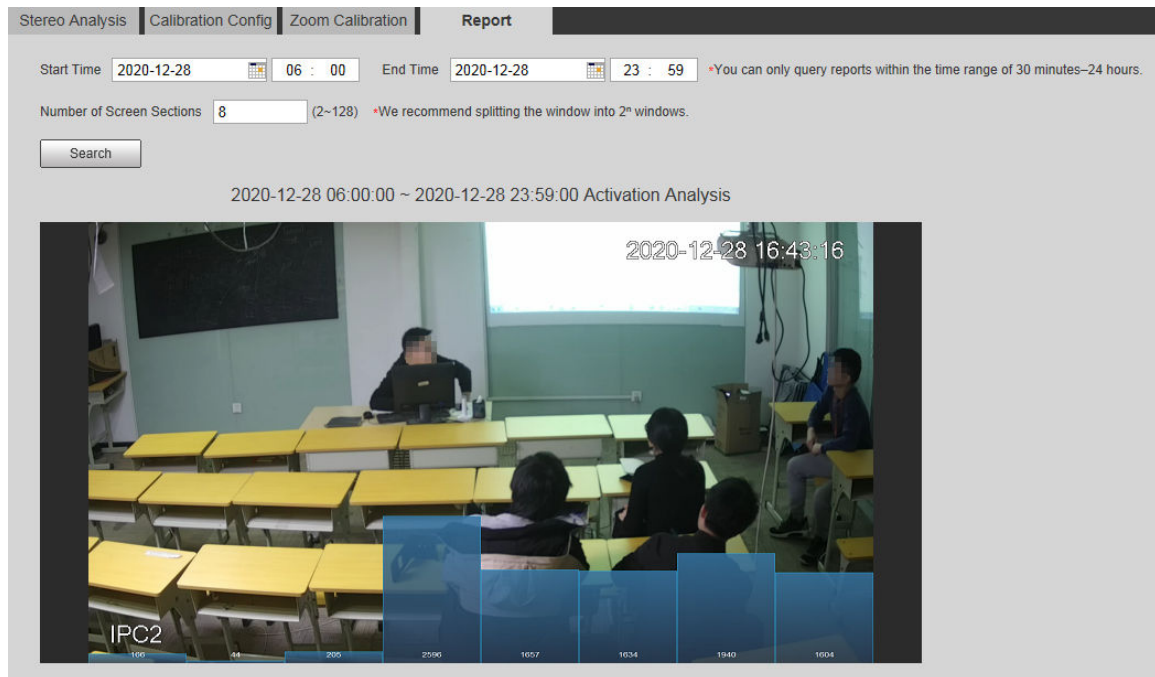 Stereo Analysis Calibration Config Zoom Calibration Report
Start Time 2020-12-28 06 : 00 End Time 2020-12-28 23 : 59 *You can only query reports within the time range of 30 minutes–24 hours.
Number of Screen Sections 8 (2~128) *We recommend splitting the window into 2ⁿ windows.
Search
2020-12-28 06:00:00 ~ 2020-12-28 23:59:00 Activation Analysis
2020-12-28 16:43:16
IPC2
106 44 205 2596 1657 1634 1940 1604